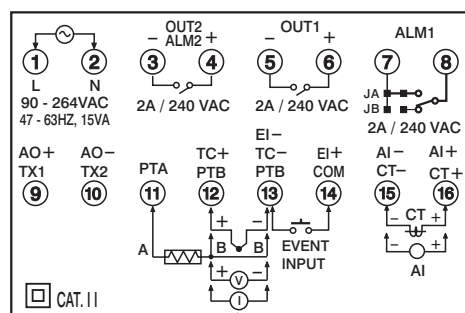 OUT2
ALM2
− +
OUT1
− +
ALM1
1 2 3 4 5 6 7 8
L N
90 - 264VAC
47 - 63HZ, 15VA
2A / 240 VAC
2A / 240 VAC
JA
JB
2A / 240 VAC
AO+
TX1
AO−
TX2
PTA
TC+
PTB
EI−
TC−
PTB
EI+
COM
AI−
CT−
AI+
CT+
9 10 11 12 13 14 15 16
+ −
A
B B
EVENT
INPUT
+ V −
I
− CT +
− +
AI
CAT. II